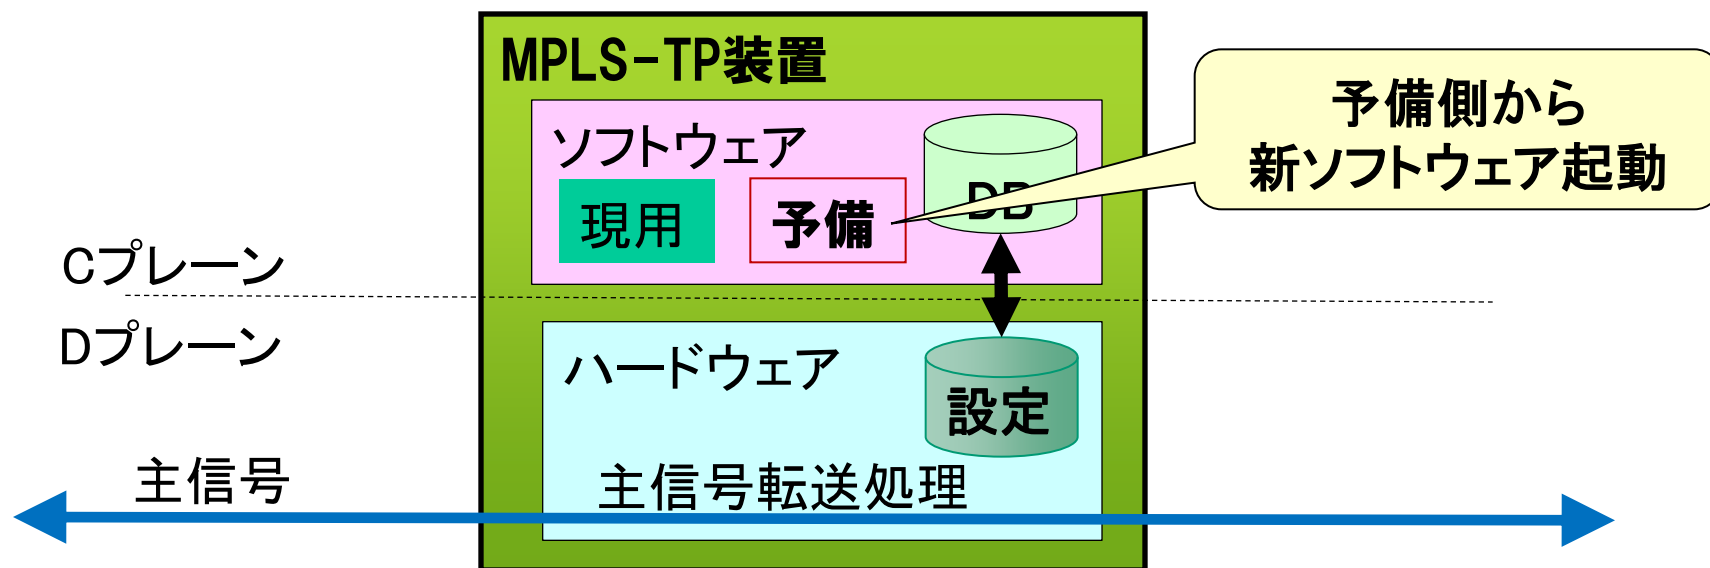 MPLS-TP装置
予備側から
新ソフトウェア起動
ソフトウェア
DB
現用
予備
Cプレーン
Dプレーン
ハードウェア
設定
主信号
主信号転送処理